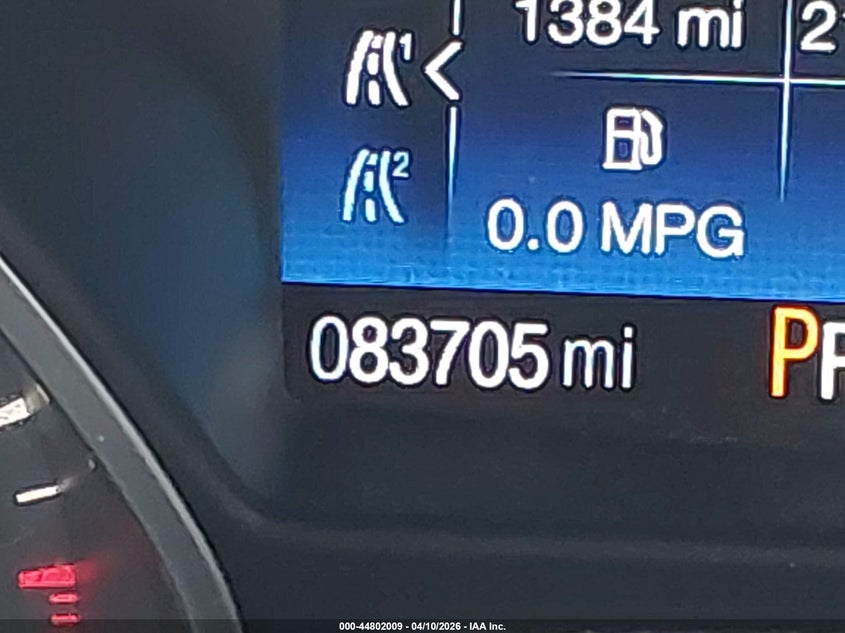 1384 mi
1
2
0.0 MPG
083705 mi P
000-44802009 - 04/10/2026 - IAA Inc.